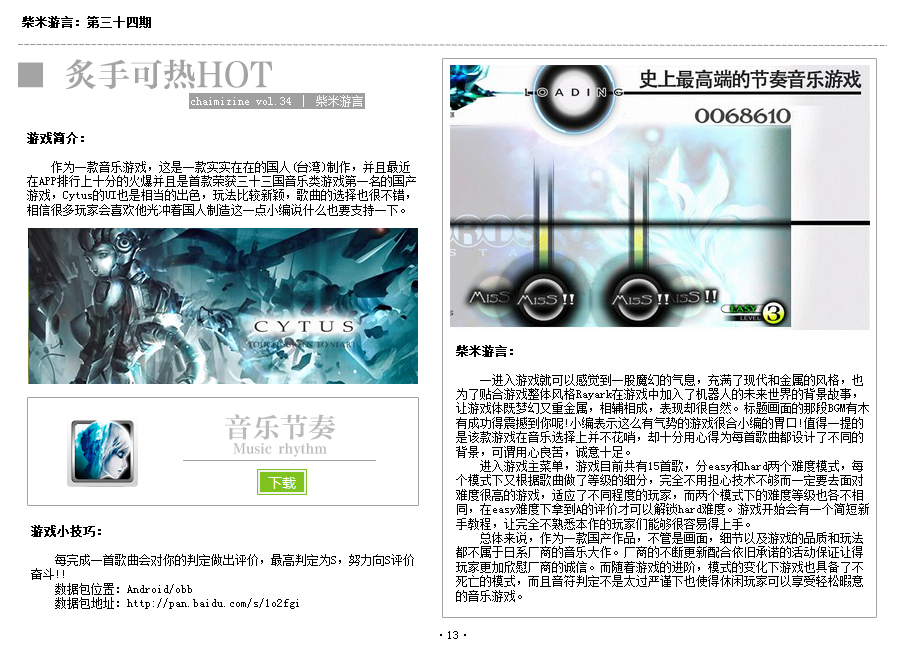 柴米游言：第三十四期
炙手可热HOT
chaimizine vol.34 | 柴米游言
游戏简介：
作为一款音乐游戏，这是一款实实在在的国人(台湾)制作，并且最近
在APP排行上十分的火爆并且是首款荣获三十三国音乐类游戏第一名的国产
游戏，Cytus的UI也是相当的出色，玩法比较新颖，歌曲的选择也很不错，
相信很多玩家会喜欢他光冲着国人制造这一点小编说什么也要支持一下。
CYTUS
音乐节奏
Music rhythm
下载
游戏小技巧：
每完成一首歌曲会对你的判定做出评价，最高判定为S，努力向S评价
奋斗!!
数据包位置：Android/obb
数据包地址：http://pan.baidu.com/s/1o2fgi
LOADING
史上最高端的节奏音乐游戏
0068610
MISS
MISS !!
MISS !!
MISS !!
EASY
LEVEL 3
柴米游言：
一进入游戏就可以感觉到一股魔幻的气息，充满了现代和金属的风格，也
为了贴合游戏整体风格Rayark在游戏中加入了机器人的未来世界的背景故事，
让游戏体既梦幻又重金属，相辅相成，表现却很自然。标题画面的那段BGM有木
有成功得震撼到你呢!小编表示这么有气势的游戏很合小编的胃口!值得一提的
是该款游戏在音乐选择上并不花哨，却十分用心得为每首歌曲都设计了不同的
背景，可谓用心良苦，诚意十足。
进入游戏主菜单，游戏目前共有15首歌，分easy和hard两个难度模式，每
个模式下又根据歌曲做了等级的细分，完全不用担心技术不够而一定要去面对
难度很高的游戏，适应了不同程度的玩家，而两个模式下的难度等级也各不相
同，在easy难度下拿到A的评价才可以解锁hard难度。游戏开始会有一个简短新
手教程，让完全不熟悉本作的玩家们能够很容易得上手。
总体来说，作为一款国产作品，不管是画面，细节以及游戏的品质和玩法
都不属于日系厂商的音乐大作。厂商的不断更新配合依旧承诺的活动保证让得
玩家更加欣慰厂商的诚信。而随着游戏的进阶，模式的变化下游戏也具备了不
死亡的模式，而且音符判定不是太过严谨下也使得休闲玩家可以享受轻松暇意
的音乐游戏。
·13·